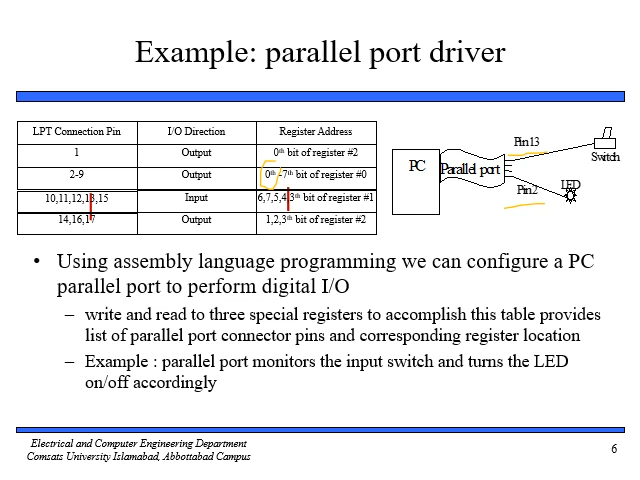 Example: parallel port driver
LPT Connection Pin I/O Direction Register Address
1 Output 0th bit of register #2
2-9 Output 0th -7th bit of register #0
10,11,12,13,15 Input 6,7,5,4,3th bit of register #1
14,16,17 Output 1,2,3th bit of register #2
Pin13
Switch
PC
Parallel port
LED
Pin2
• Using assembly language programming we can configure a PC
parallel port to perform digital I/O
– write and read to three special registers to accomplish this table provides
list of parallel port connector pins and corresponding register location
– Example : parallel port monitors the input switch and turns the LED
on/off accordingly
Electrical and Computer Engineering Department
Comsats University Islamabad, Abbottabad Campus
6